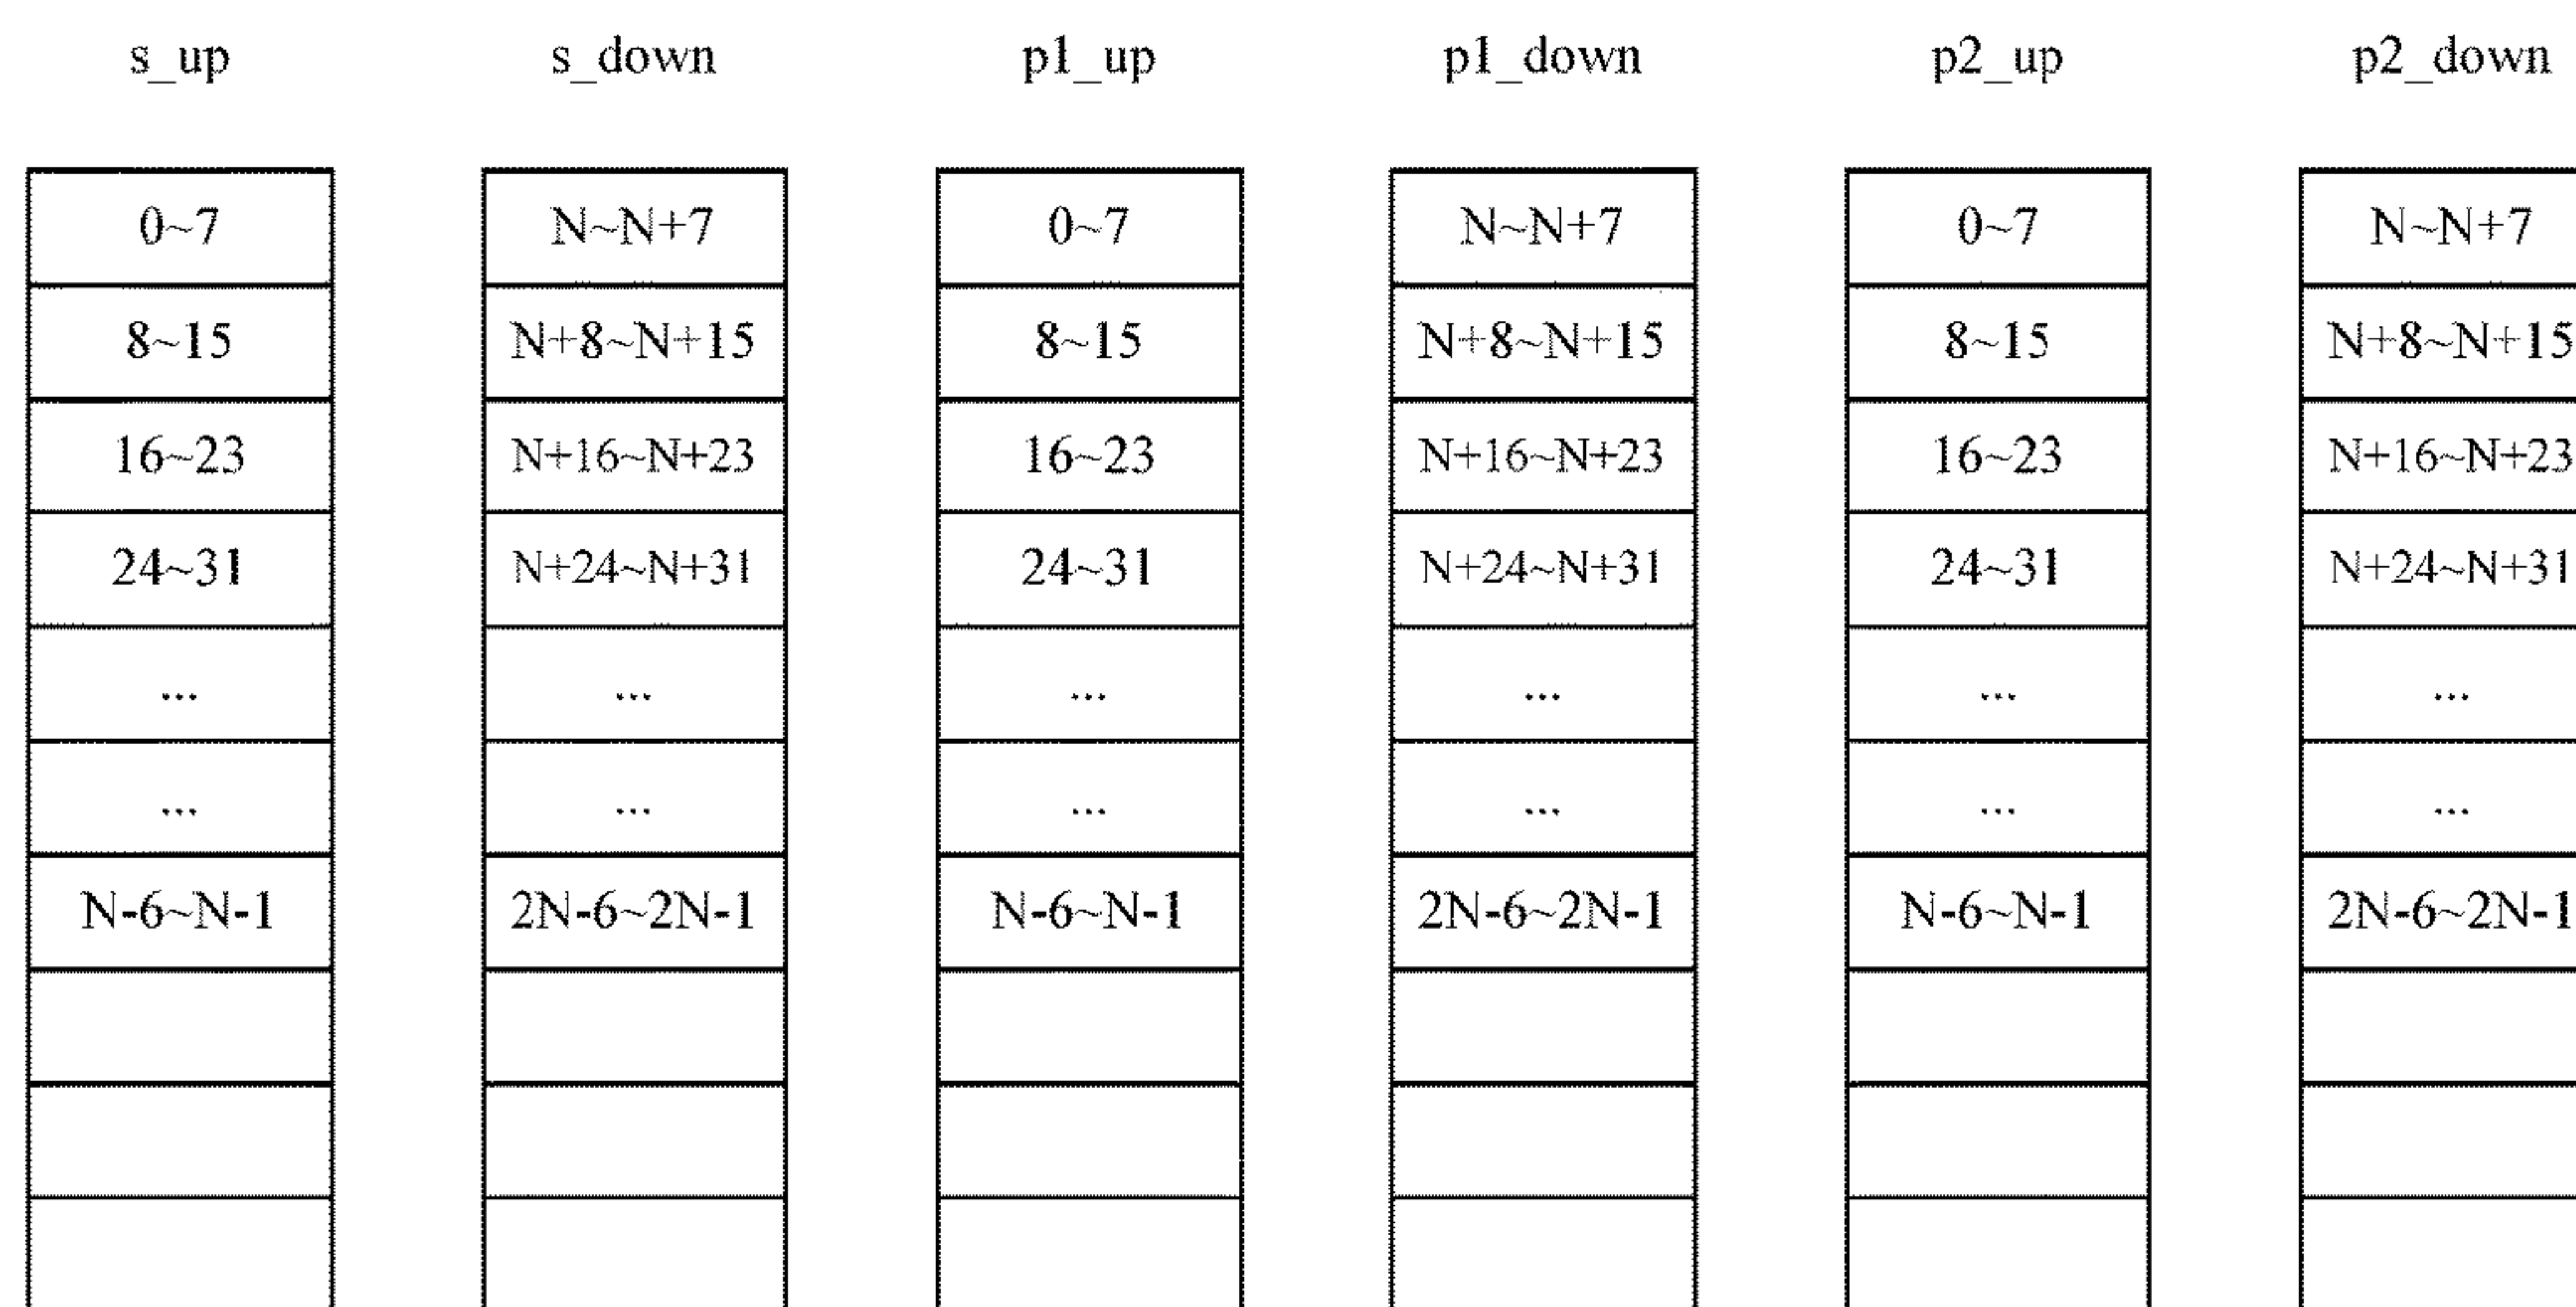 s_up s_down p1_up p1_down p2_up p2_down
0~7 N~N+7 0~7 N~N+7 0~7 N~N+7
8~15 N+8~N+15 8~15 N+8~N+15 8~15 N+8~N+15
16~23 N+16~N+23 16~23 N+16~N+23 16~23 N+16~N+23
24~31 N+24~N+31 24~31 N+24~N+31 24~31 N+24~N+31
... ... ... ... ... ...
... ... ... ... ... ...
N-6~N-1 2N-6~2N-1 N-6~N-1 2N-6~2N-1 N-6~N-1 2N-6~2N-1